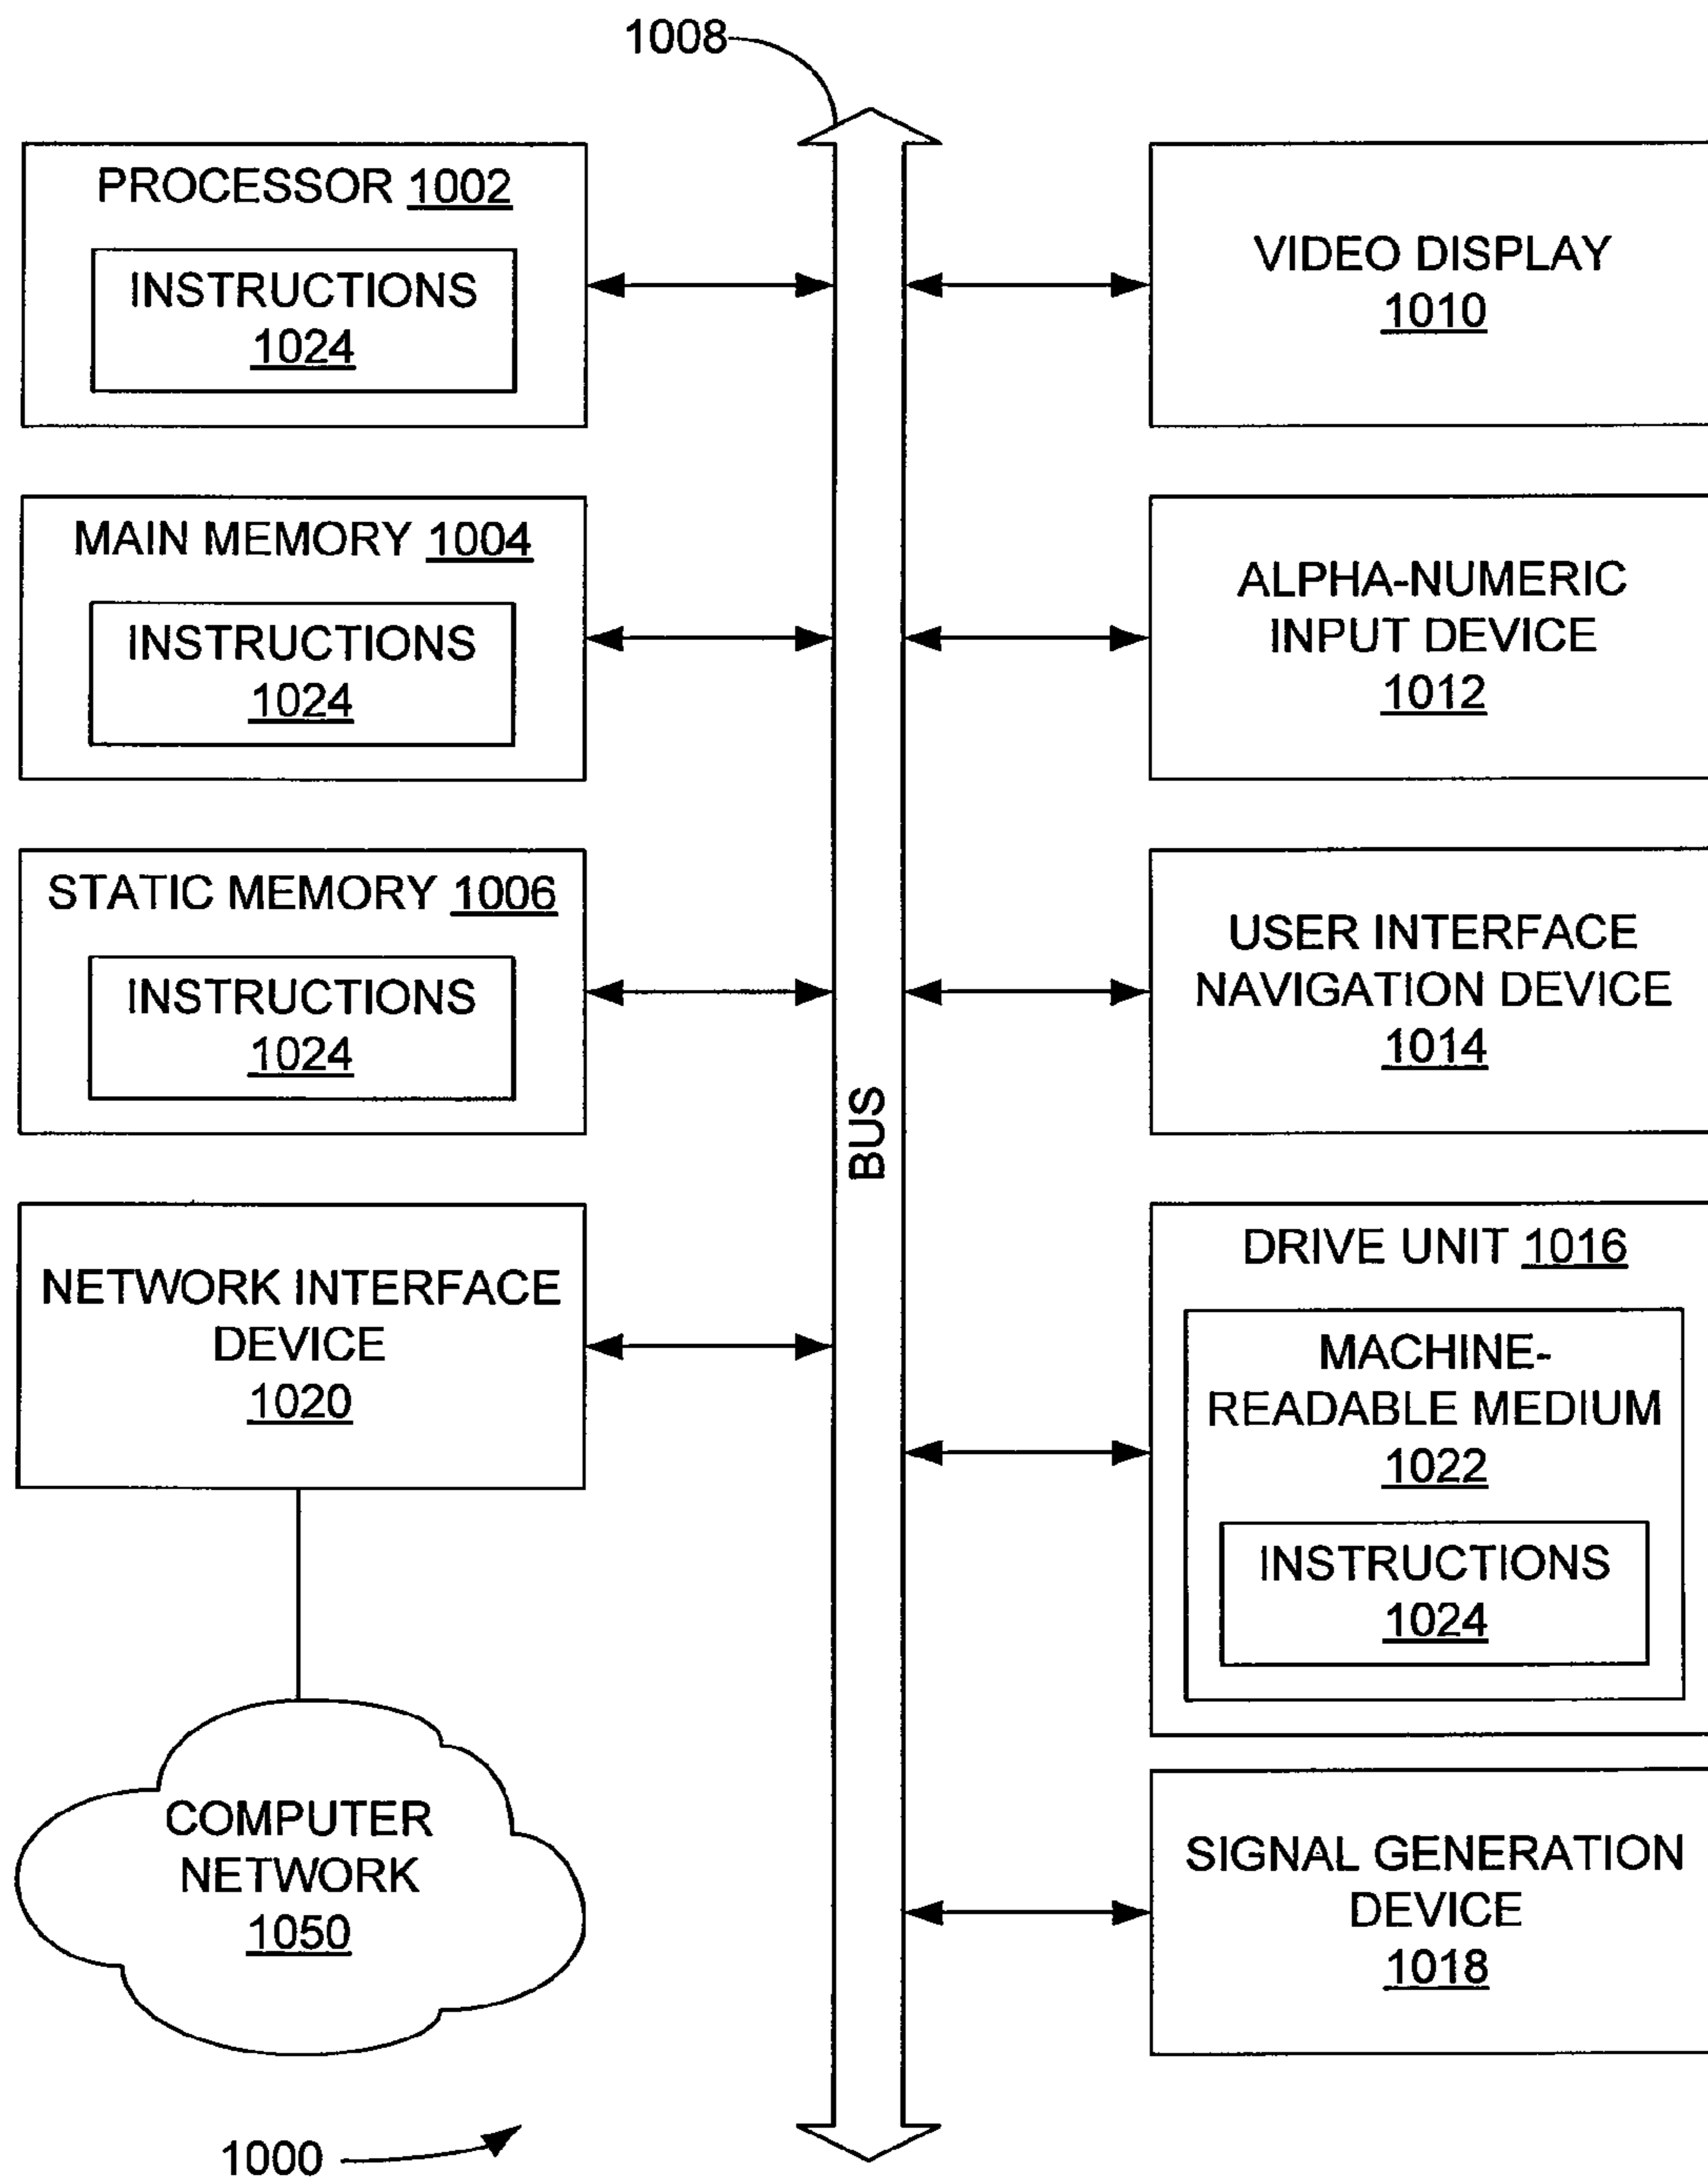 1008
PROCESSOR 1002
INSTRUCTIONS
1024
MAIN MEMORY 1004
INSTRUCTIONS
1024
STATIC MEMORY 1006
INSTRUCTIONS
1024
NETWORK INTERFACE
DEVICE
1020
COMPUTER
NETWORK
1050
1000
BUS
VIDEO DISPLAY
1010
ALPHA-NUMERIC
INPUT DEVICE
1012
USER INTERFACE
NAVIGATION DEVICE
1014
DRIVE UNIT 1016
MACHINE-
READABLE MEDIUM
1022
INSTRUCTIONS
1024
SIGNAL GENERATION
DEVICE
1018